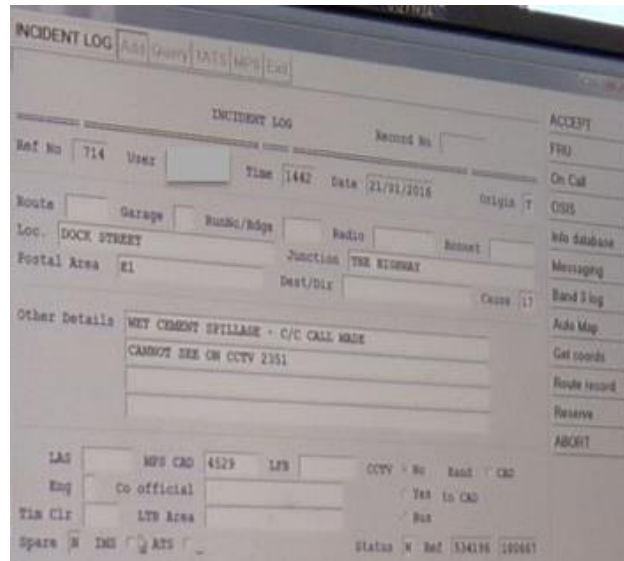 INCIDENT LOG Add Query IATS MPS Exit
INCIDENT LOG
Record No
Ref No 714 User Time 1442 Date 21/01/2016 Origin T
Route Garage RunNo/Bdge Radio Bonnet
Loc. DOCK STREET Junction THE HIGHWAY
Postal Area E1 Dest/Dir Cause 17
Other Details WET CEMENT SPILLAGE - C/C CALL MADE
CANNOT SEE ON CCTV 2351
LAS MPS CAD 4529 LFB CCTV No Band CAD
Eng Co official Yes to CAD
Tim Clr LTB Area Bus
Spare N IMS ATS Status N Ref 534196 180667
ACCEPT
FRU
On Call
OSIS
Info database
Messaging
Band 3 log
Auto Map
Get coords
Route record
Reserve
ABORT